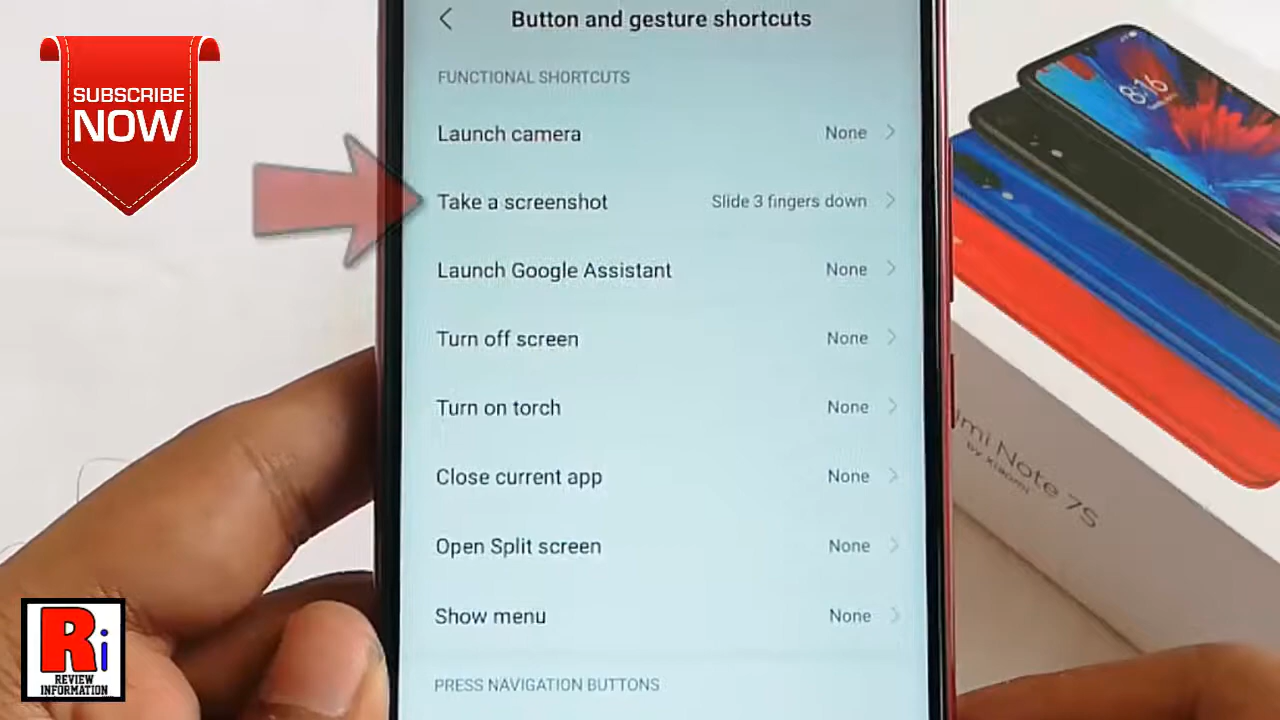 Button and gesture shortcuts
SUBSCRIBE
NOW
FUNCTIONAL SHORTCUTS
Launch camera None
Take a screenshot Slide 3 fingers down
Launch Google Assistant None
Turn off screen None
Turn on torch None
Close current app None
Open Split screen None
Show menu None
PRESS NAVIGATION BUTTONS
8:16
mi Note 7S
by Xiaomi
Ri
REVIEW
INFORMATION